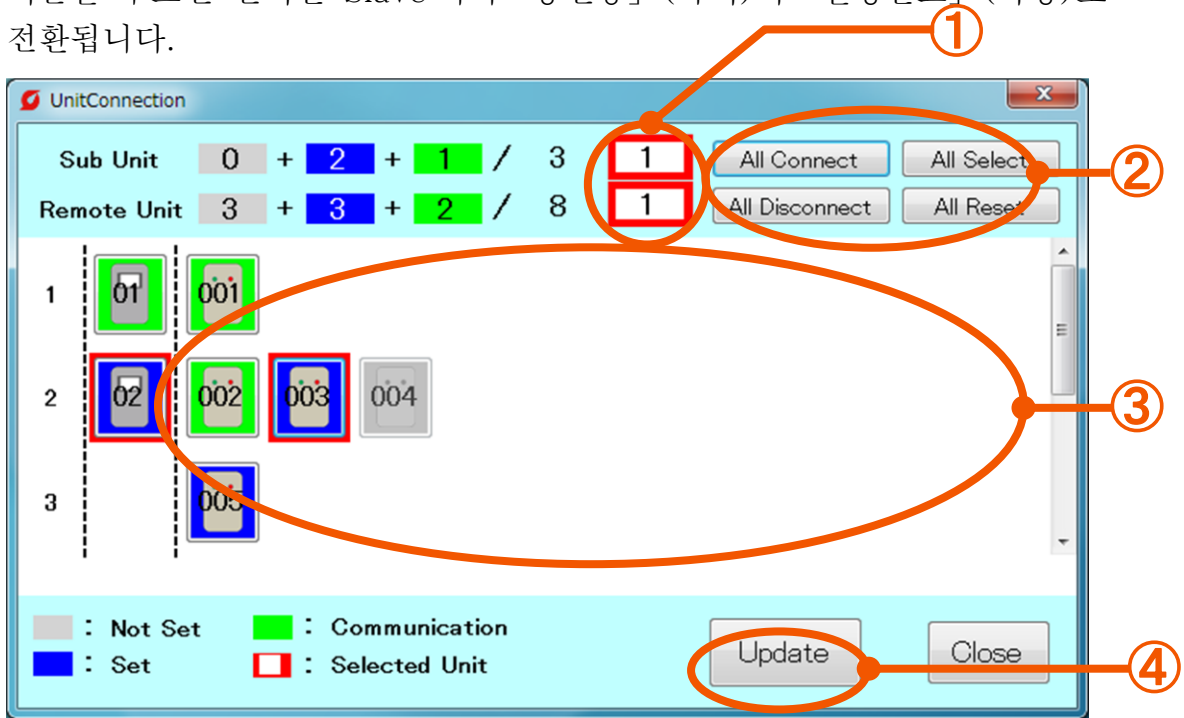 전환됩니다.
①
UnitConnection
Sub Unit 0 + 2 + 1 / 3 1 All Connect All Select
②
Remote Unit 3 + 3 + 2 / 8 1 All Disconnect All Reset
1 01 001
2 02 002 003 004
③
3 005
: Not Set : Communication
: Set : Selected Unit
Update Close
④